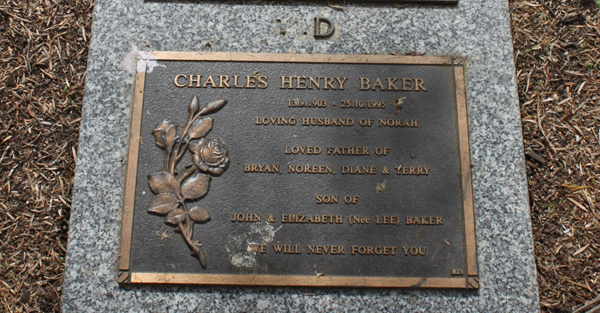 D
CHARLES HENRY BAKER
13.9.1903 - 25.10.1995
LOVING HUSBAND OF NORAH
LOVED FATHER OF
BRYAN, NOREEN, DIANE & TERRY
SON OF
JOHN & ELIZABETH (Nee LEE) BAKER
WE WILL NEVER FORGET YOU